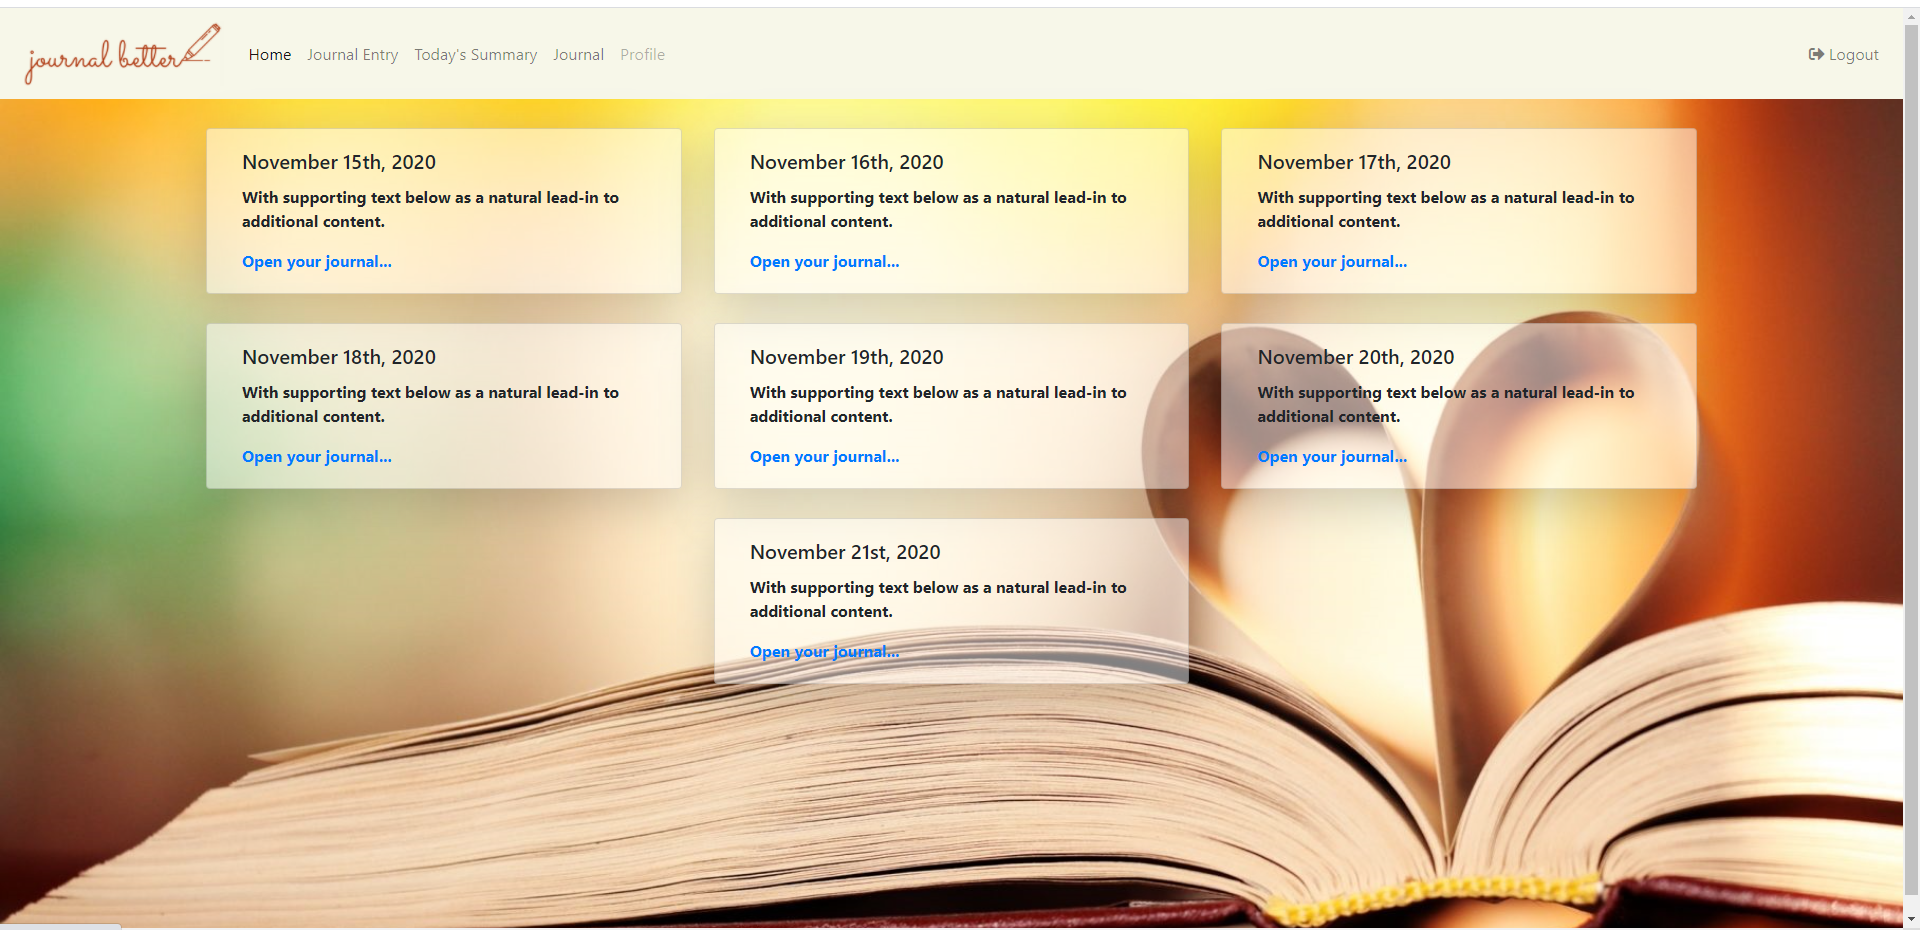 journal better
Home Journal Entry Today's Summary Journal Profile Logout
November 15th, 2020
With supporting text below as a natural lead-in to
additional content.
Open your journal...
November 16th, 2020
With supporting text below as a natural lead-in to
additional content.
Open your journal...
November 17th, 2020
With supporting text below as a natural lead-in to
additional content.
Open your journal...
November 18th, 2020
With supporting text below as a natural lead-in to
additional content.
Open your journal...
November 19th, 2020
With supporting text below as a natural lead-in to
additional content.
Open your journal...
November 20th, 2020
With supporting text below as a natural lead-in to
additional content.
Open your journal...
November 21st, 2020
With supporting text below as a natural lead-in to
additional content.
Open your journal...